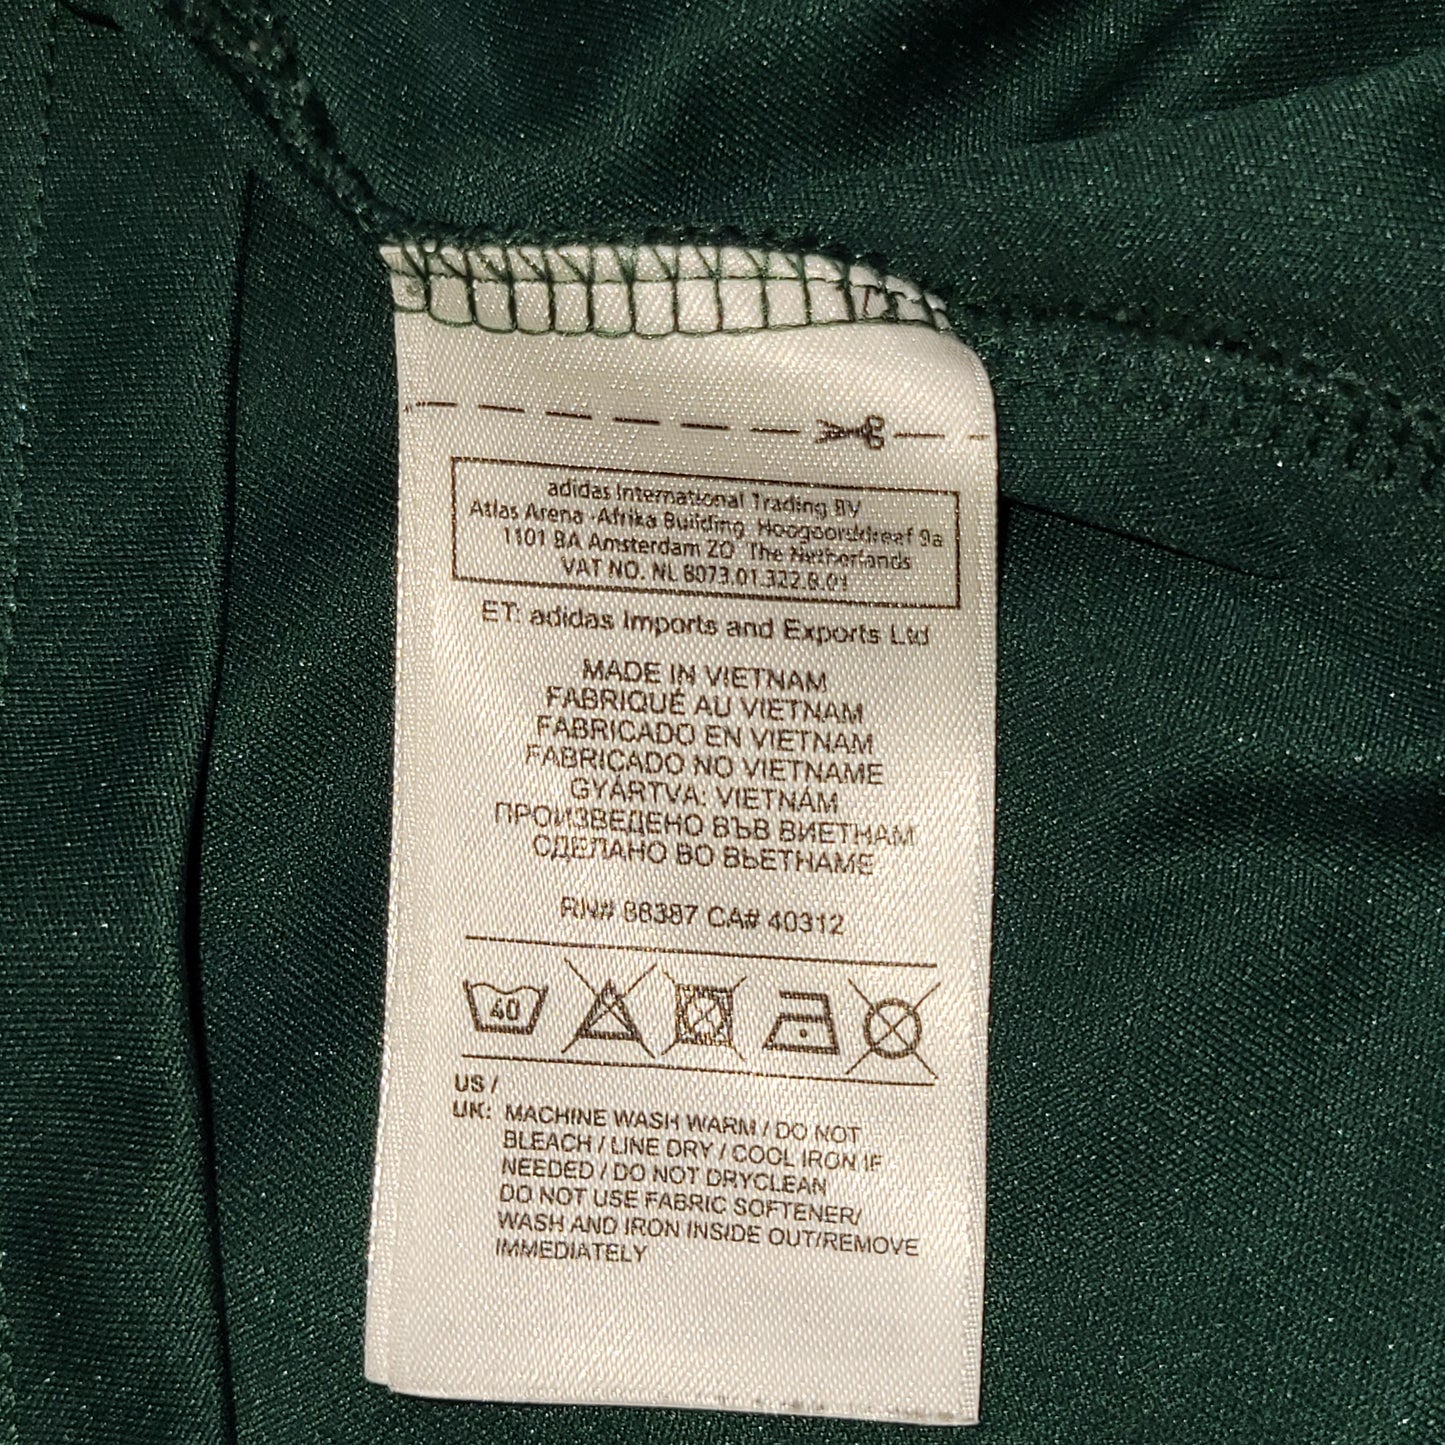 adidas International Trading BV
Atlas Arena -Afrika Building, Hoogoorddreef 9a
1101 BA Amsterdam ZO The Netherlands
VAT NO. NL 8073.01.322.B.01
ET: adidas Imports and Exports Ltd
MADE IN VIETNAM
FABRIQUÉ AU VIETNAM
FABRICADO EN VIETNAM
FABRICADO NO VIETNAME
GYÁRTVA: VIETNÁM
ПРОИЗВЕДЕНО ВЪВ ВИЕТНАМ
СДЕЛАНО ВО ВЬЕТНАМЕ
RN# 88387 CA# 40312
40
US /
UK: MACHINE WASH WARM / DO NOT
BLEACH / LINE DRY / COOL IRON IF
NEEDED / DO NOT DRYCLEAN
DO NOT USE FABRIC SOFTENER/
WASH AND IRON INSIDE OUT/REMOVE
IMMEDIATELY